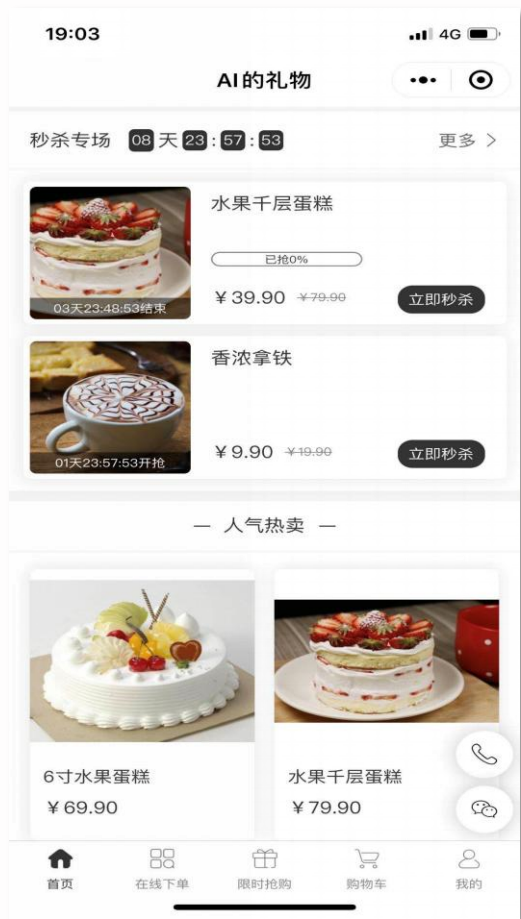 19:03 4G
AI的礼物
秒杀专场 08 天 23 : 57 : 53 更多
水果千层蛋糕
已抢0%
¥39.90 ¥79.90 立即秒杀
03天23:48:53结束
香浓拿铁
¥9.90 ¥19.90 立即秒杀
01天23:57:53开抢
— 人气热卖 —
6寸水果蛋糕 水果千层蛋糕
¥69.90 ¥79.90
首页 在线下单 限时抢购 购物车 我的